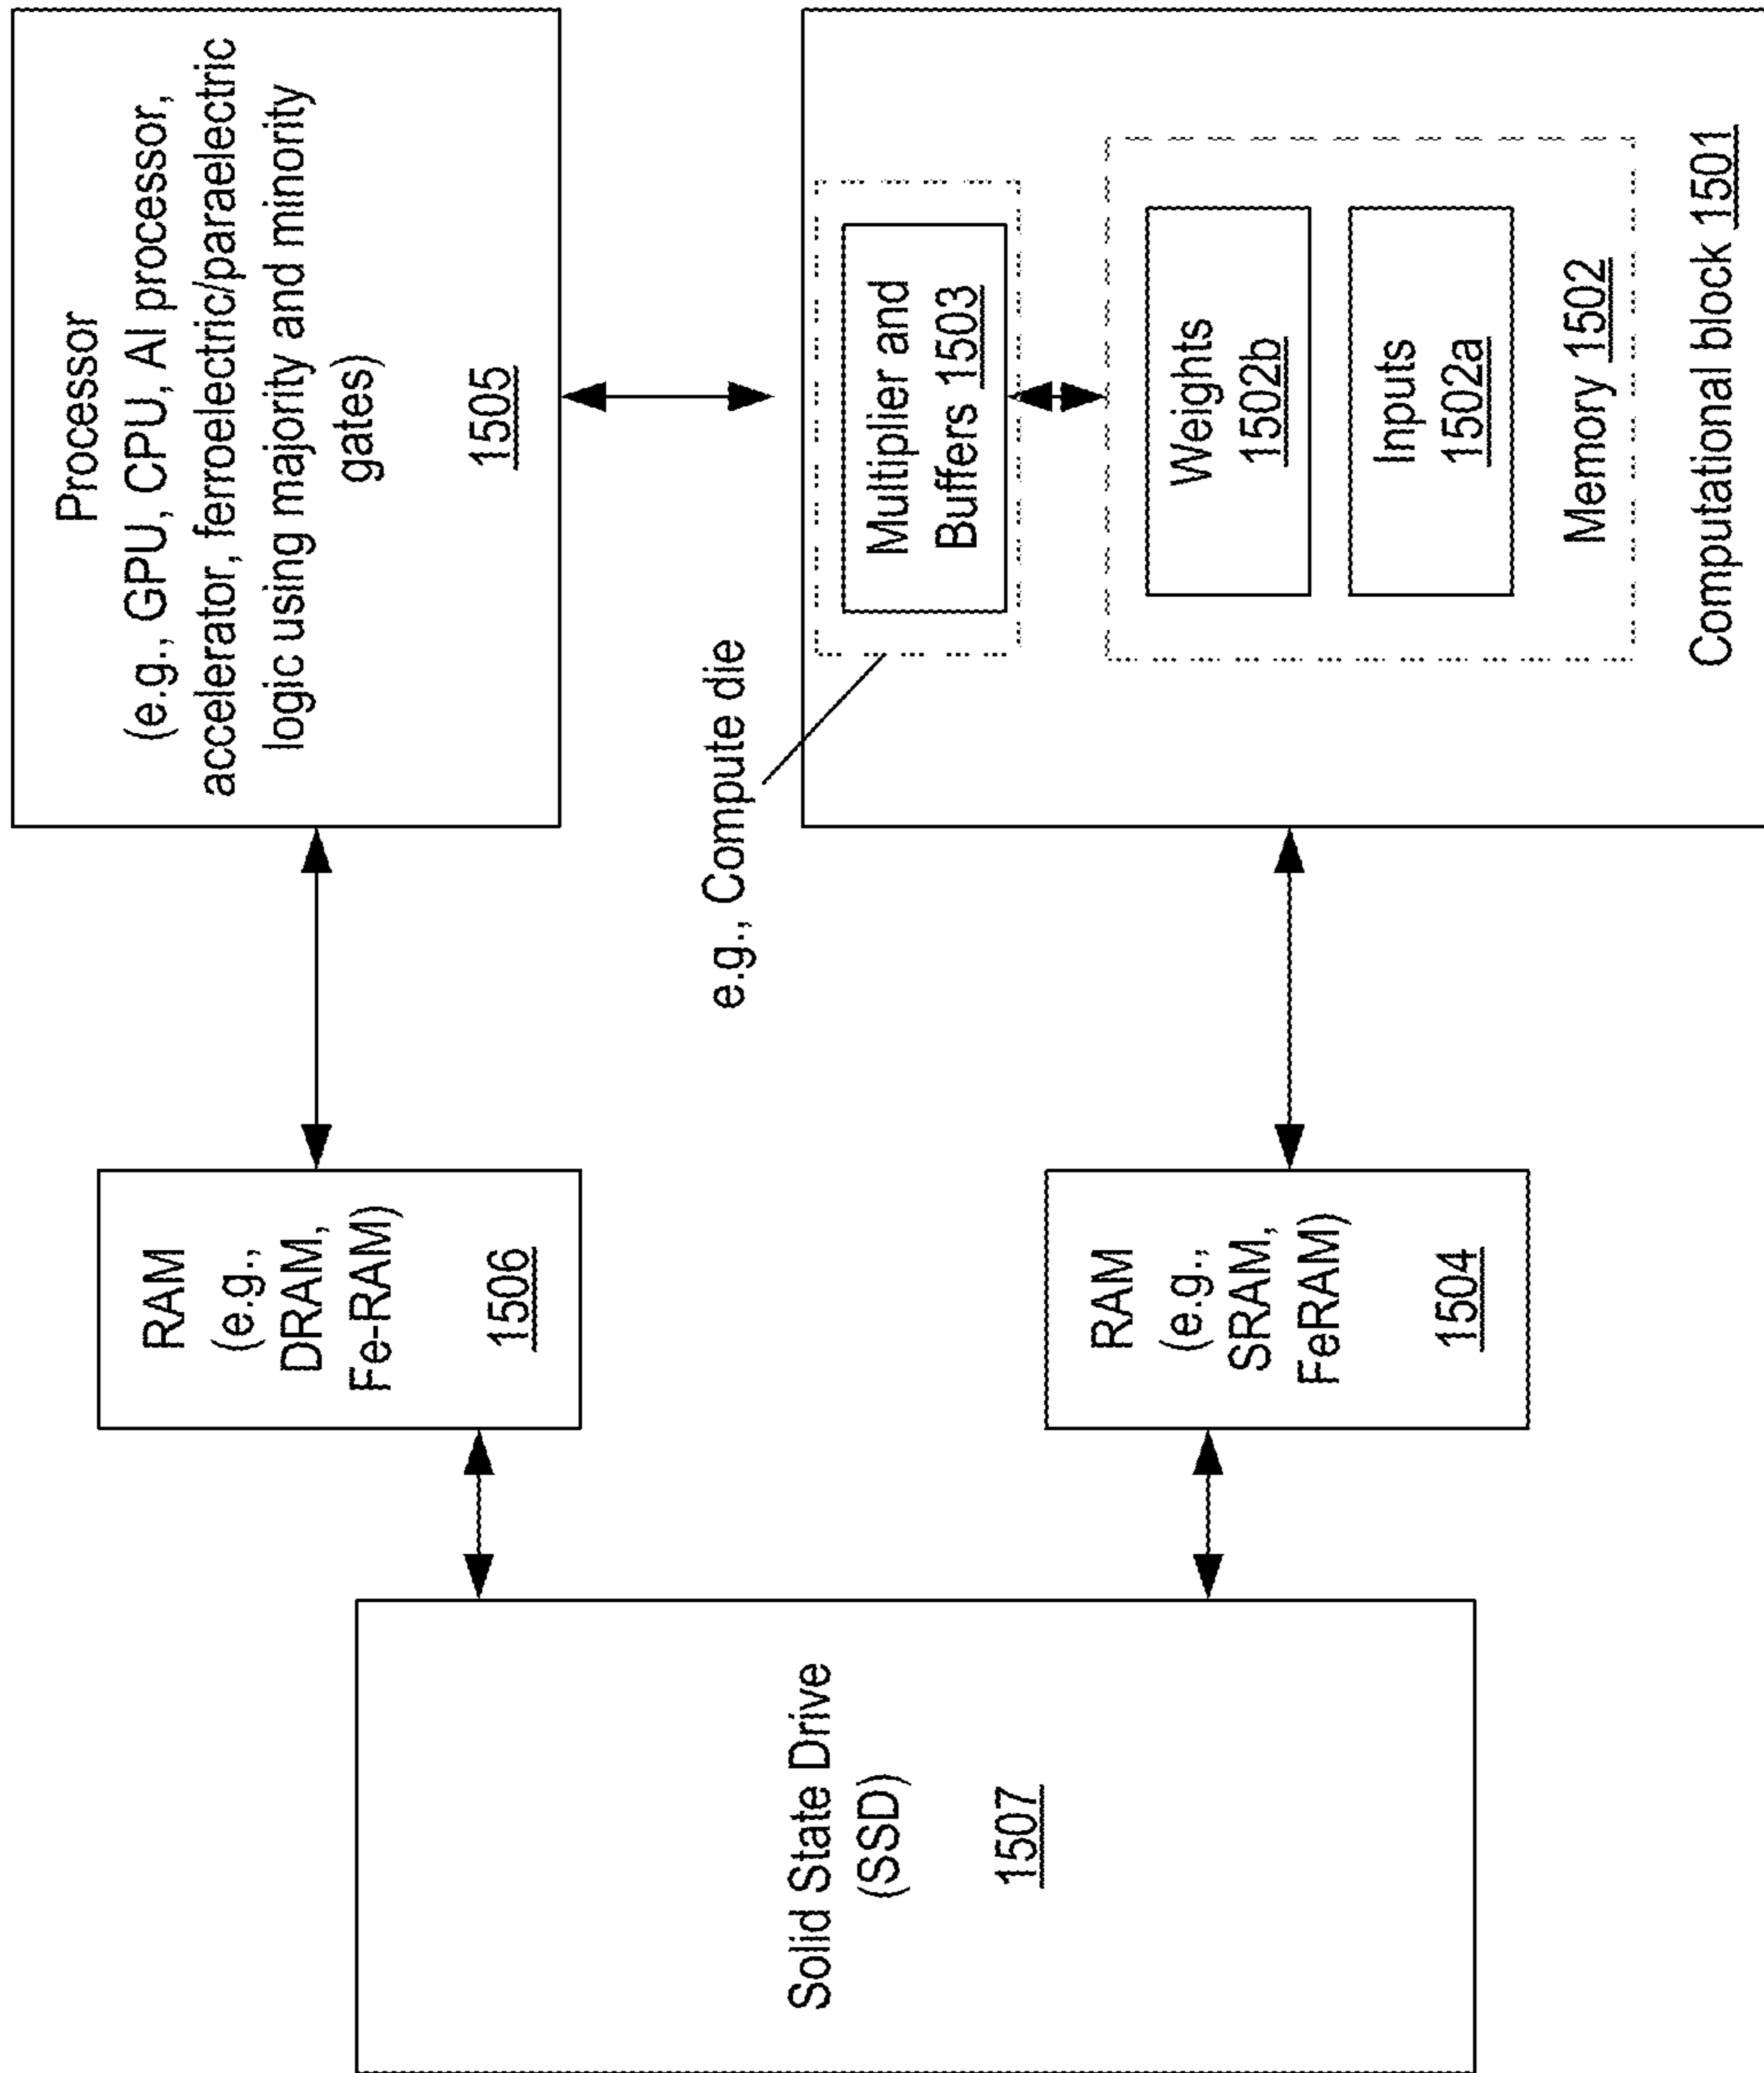 Processor
(e.g., GPU, CPU, AI processor,
accelerator, ferroelectric/paraelectric
logic using majority and minority
gates)
1505
RAM
(e.g.,
DRAM,
Fe-RAM)
1506
Solid State Drive
(SSD)
1507
e.g., Compute die
Multiplier and
Buffers 1503
Weights
1502b
Inputs
1502a
Memory 1502
Computational block 1501
RAM
(e.g.,
SRAM,
FeRAM)
1504